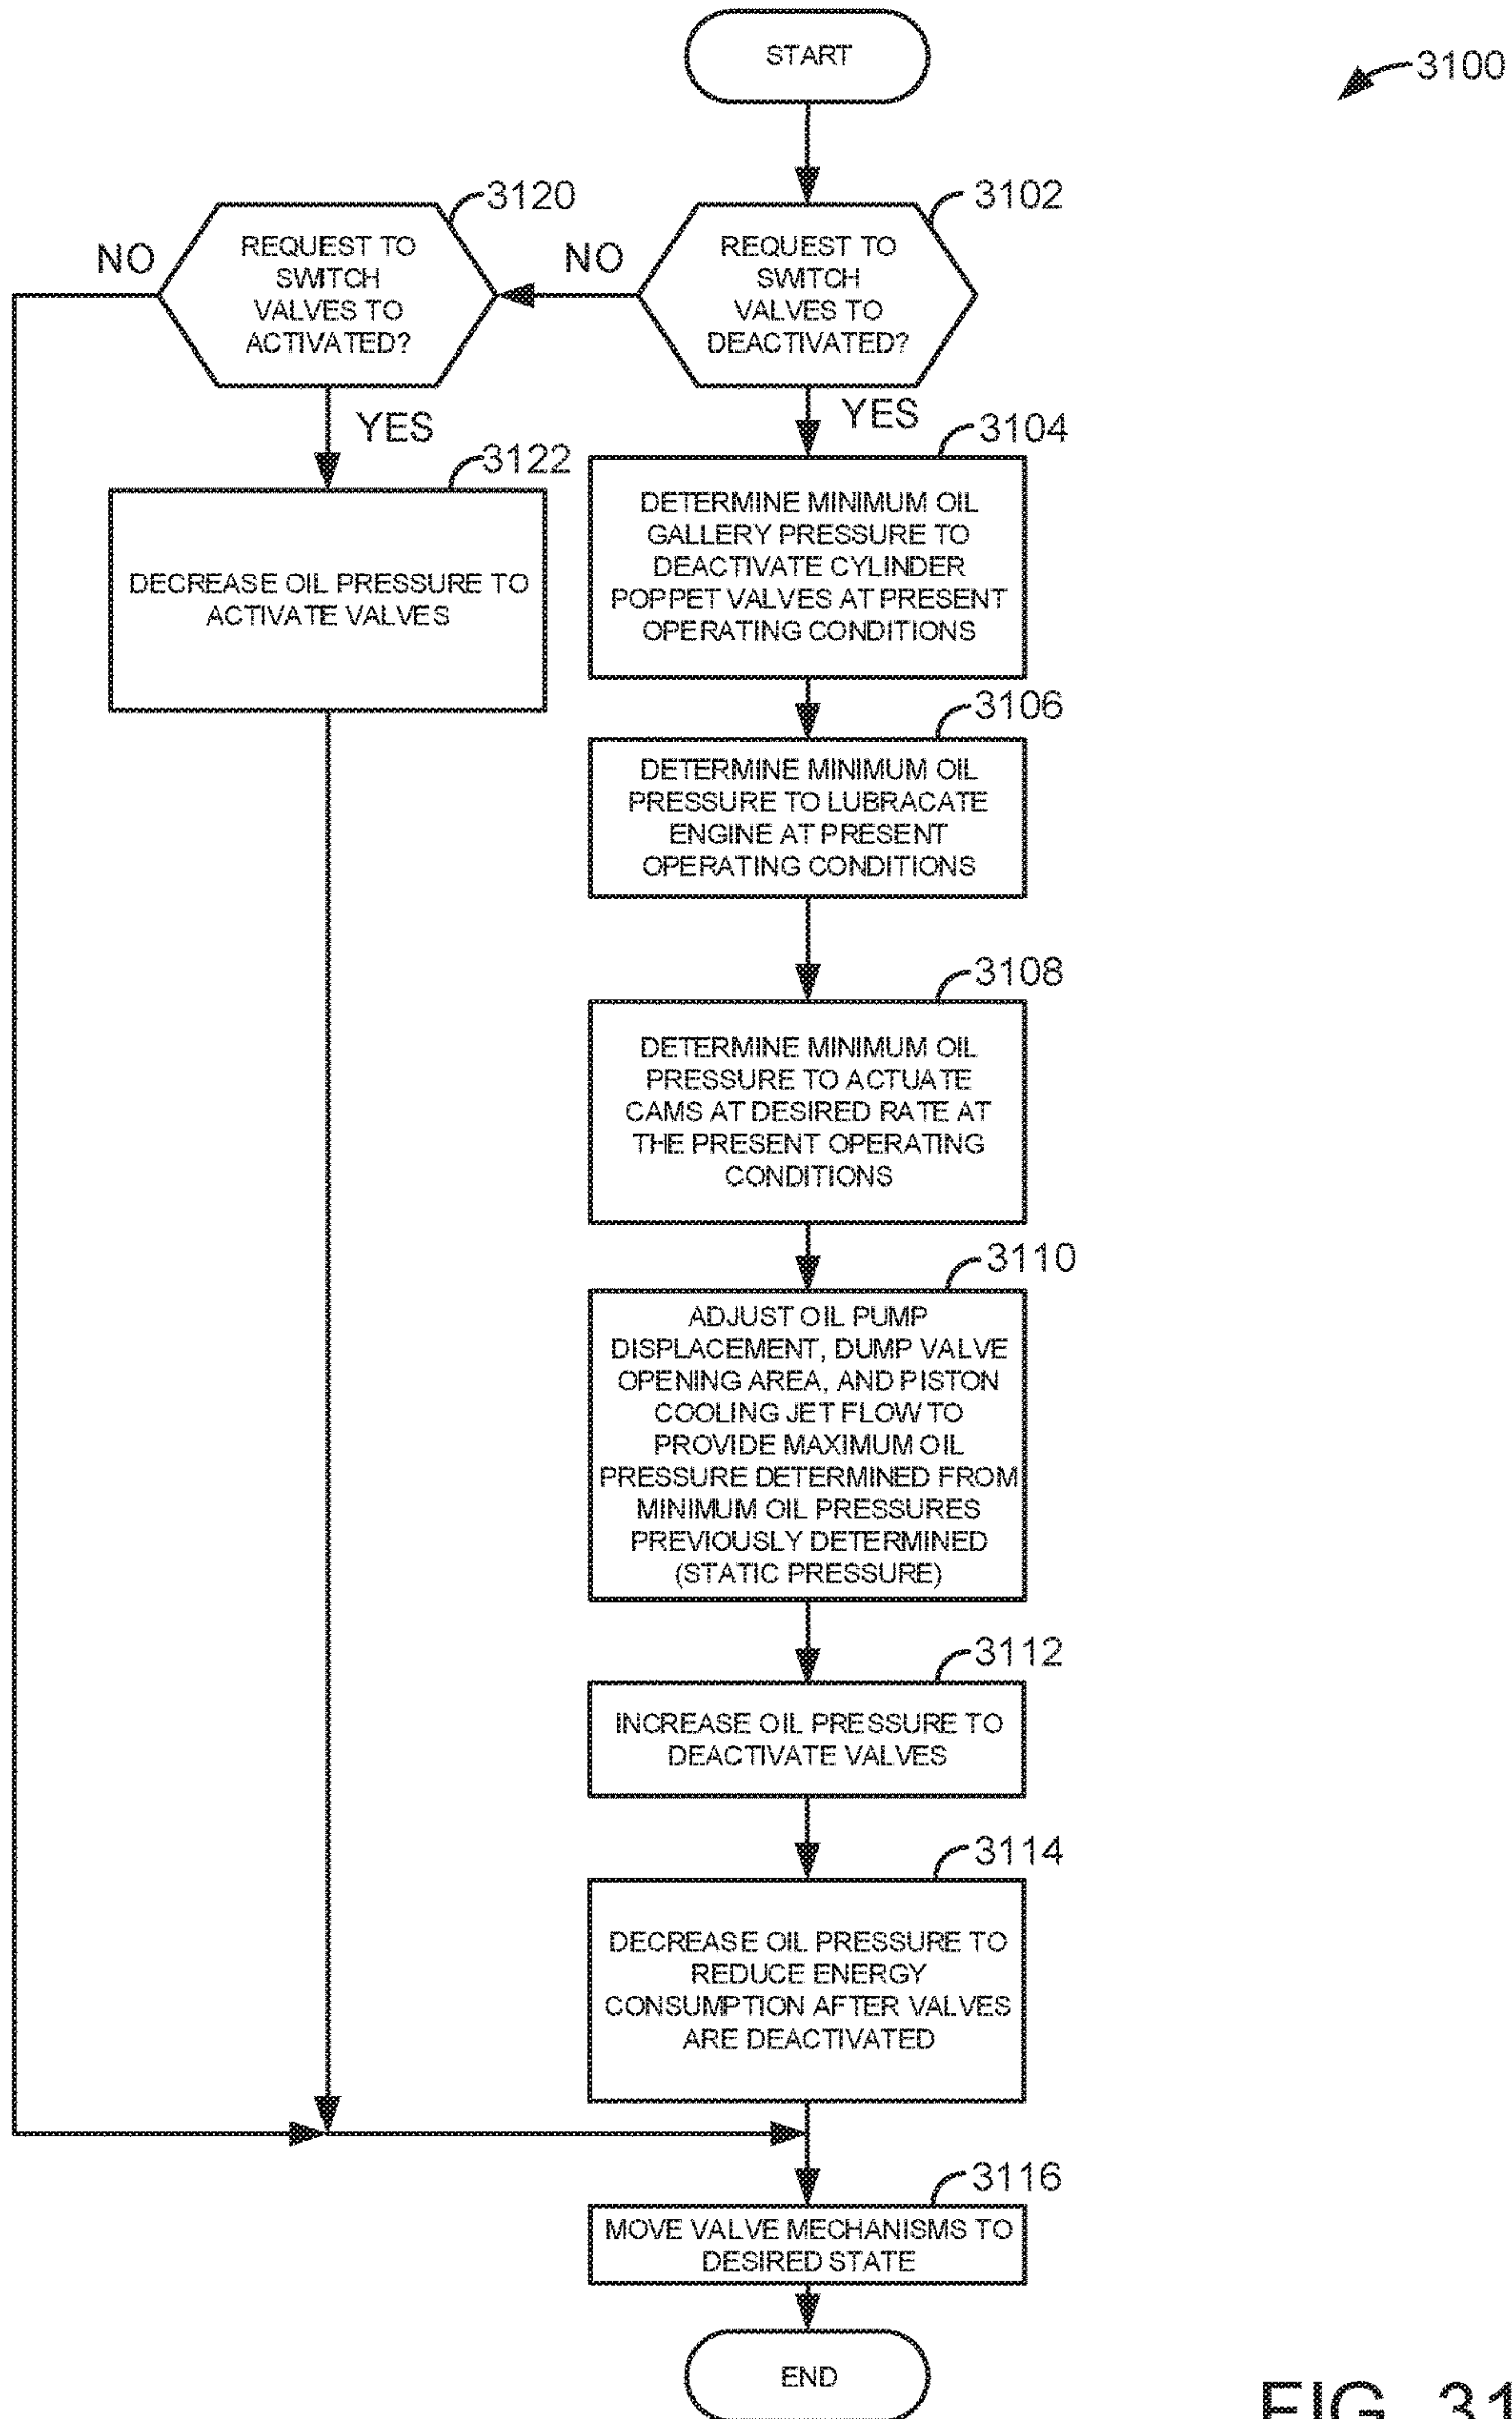 START
3100
3102
REQUEST TO
SWITCH
VALVES TO
DEACTIVATED?
NO
YES
3120
REQUEST TO
SWITCH
VALVES TO
ACTIVATED?
NO
YES
3122
DECREASE OIL PRESSURE TO
ACTIVATE VALVES
3104
DETERMINE MINIMUM OIL
GALLERY PRESSURE TO
DEACTIVATE CYLINDER
POPPET VALVES AT PRESENT
OPERATING CONDITIONS
3106
DETERMINE MINIMUM OIL
PRESSURE TO LUBRACATE
ENGINE AT PRESENT
OPERATING CONDITIONS
3108
DETERMINE MINIMUM OIL
PRESSURE TO ACTUATE
CAMS AT DESIRED RATE AT
THE PRESENT OPERATING
CONDITIONS
3110
ADJUST OIL PUMP
DISPLACEMENT, DUMP VALVE
OPENING AREA, AND PISTON
COOLING JET FLOW TO
PROVIDE MAXIMUM OIL
PRESSURE DETERMINED FROM
MINIMUM OIL PRESSURES
PREVIOUSLY DETERMINED
(STATIC PRESSURE)
3112
INCREASE OIL PRESSURE TO
DEACTIVATE VALVES
3114
DECREASE OIL PRESSURE TO
REDUCE ENERGY
CONSUMPTION AFTER VALVES
ARE DEACTIVATED
3116
MOVE VALVE MECHANISMS TO
DESIRED STATE
END
FIG. 31